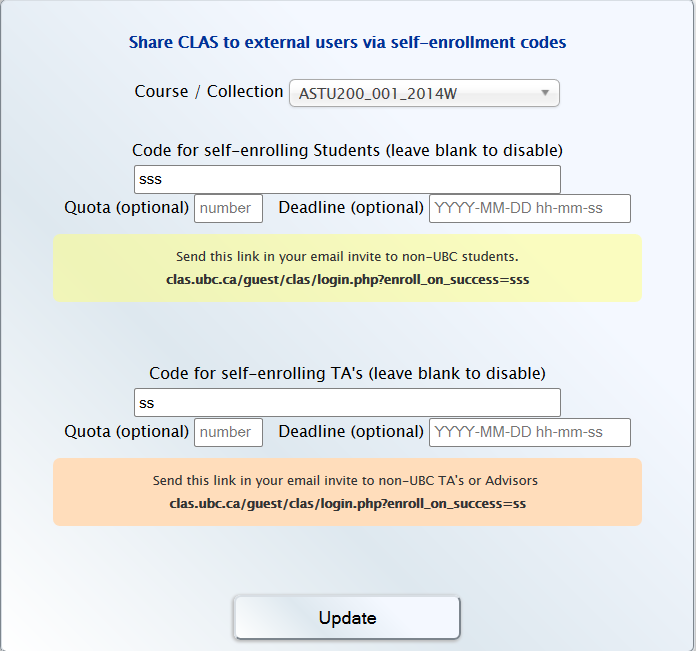 Share CLAS to external users via self-enrollment codes
Course / Collection ASTU200_001_2014W
Code for self-enrolling Students (leave blank to disable)
sss
Quota (optional) number Deadline (optional) YYYY-MM-DD hh-mm-ss
Send this link in your email invite to non-UBC students.
clas.ubc.ca/guest/clas/login.php?enroll_on_success=sss
Code for self-enrolling TA's (leave blank to disable)
ss
Quota (optional) number Deadline (optional) YYYY-MM-DD hh-mm-ss
Send this link in your email invite to non-UBC TA's or Advisors
clas.ubc.ca/guest/clas/login.php?enroll_on_success=ss
Update